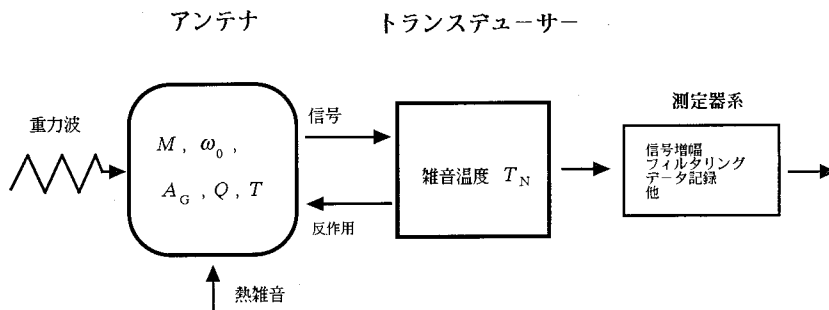 アンテナ
トランスデューサー
重力波
M , ω0 ,
AG , Q , T
信号
反作用
熱雑音
雑音温度 TN
測定器系
信号増幅
フィルタリング
データ記録
他